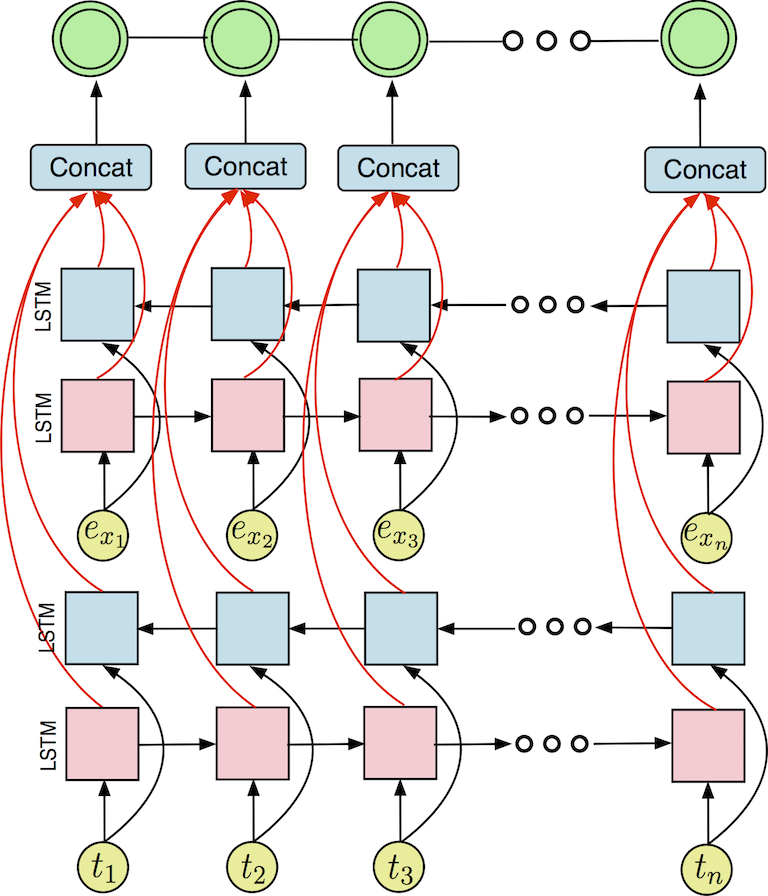 Concat Concat Concat Concat
LSTM
LSTM
e_{x_1} e_{x_2} e_{x_3} e_{x_n}
LSTM
LSTM
t_1 t_2 t_3 t_n